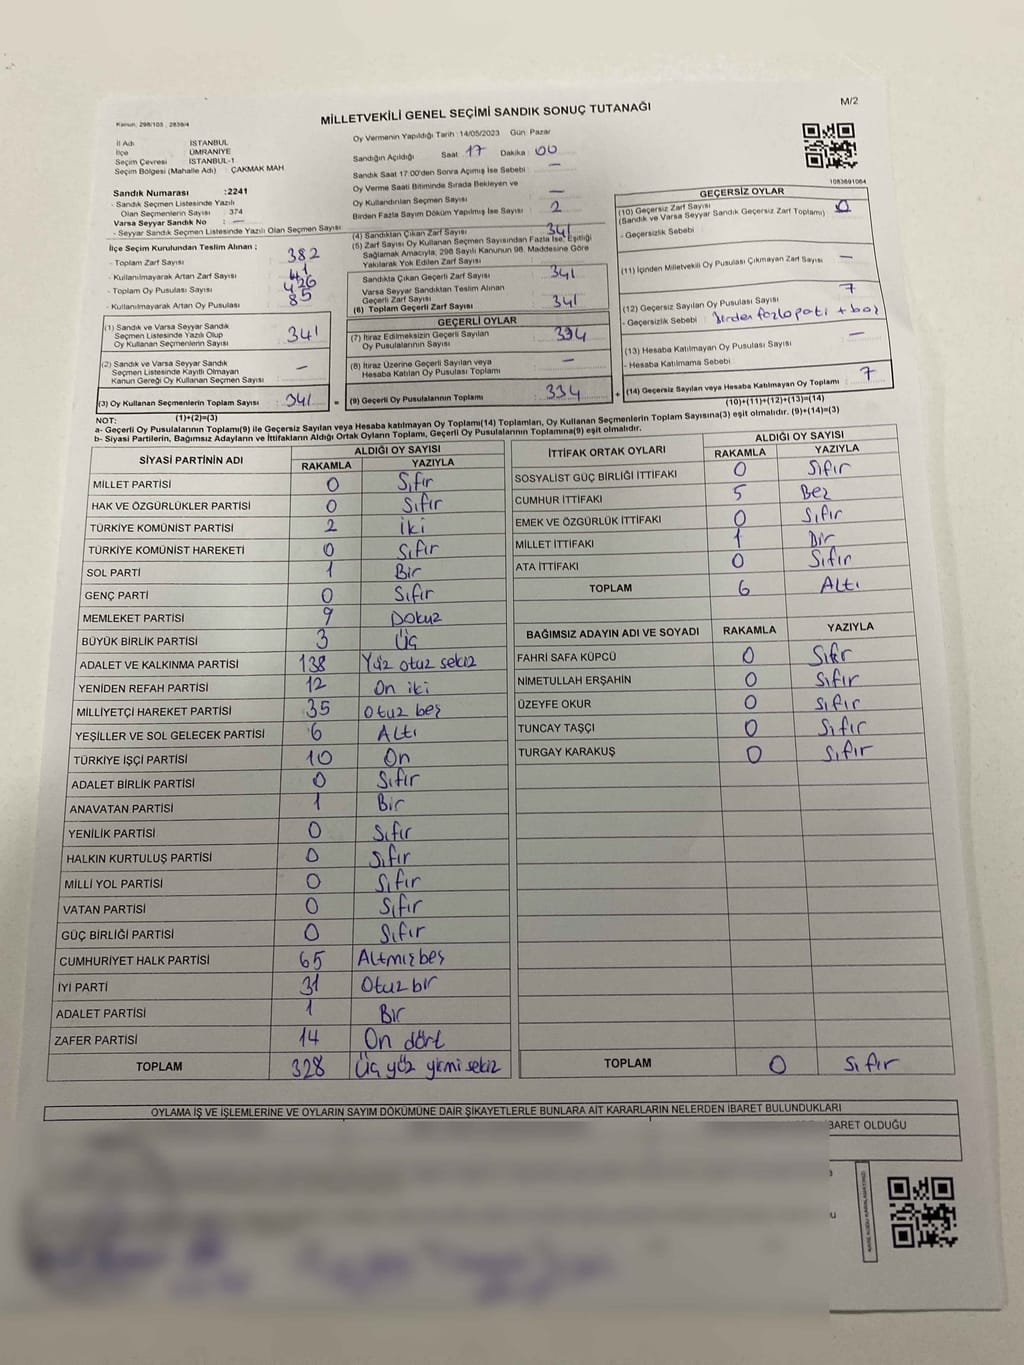 MİLLETVEKİLİ GENEL SEÇİMİ SANDIK SONUÇ TUTANAĞI
M/2
Kanun: 298/103 , 2839/4
İl Adı : İSTANBUL
İlçe : ÜMRANİYE
Seçim Çevresi : İSTANBUL-1
Seçim Bölgesi (Mahalle Adı) : ÇAKMAK MAH
Sandık Numarası :2241
- Sandık Seçmen Listesinde Yazılı
Olan Seçmenlerin Sayısı : 374
Varsa Seyyar Sandık No : —
- Seyyar Sandık Seçmen Listesinde Yazılı Olan Seçmen Sayısı
İlçe Seçim Kurulundan Teslim Alınan ;
- Toplam Zarf Sayısı : 382
- Kullanılmayarak Artan Zarf Sayısı : 41
- Toplam Oy Pusulası Sayısı : 426
- Kullanılmayarak Artan Oy Pusulası : 85
(1) Sandık ve Varsa Seyyar Sandık
Seçmen Listesinde Yazılı Olup
Oy Kullanan Seçmenlerin Sayısı : 341
(2) Sandık ve Varsa Seyyar Sandık
Seçmen Listesinde Kayıtlı Olmayan
Kanun Gereği Oy Kullanan Seçmen Sayısı : —
(3) Oy Kullanan Seçmenlerin Toplam Sayısı : 341
(1)+(2)=(3)
Oy Vermenin Yapıldığı Tarih :14/05/2023 Gün: Pazar
Sandığın Açıldığı Saat : 17 Dakika : 00
Sandık Saat 17:00'den Sonra Açılmış İse Sebebi : —
Oy Verme Saati Bitiminde Sırada Bekleyen ve
Oy Kullandırılan Seçmen Sayısı : —
Birden Fazla Sayım Döküm Yapılmış İse Sayısı : 2
(4) Sandıktan Çıkan Zarf Sayısı : 341
(5) Zarf Sayısı Oy Kullanan Seçmen Sayısından Fazla İse, Eşitliği
Sağlamak Amacıyla, 298 Sayılı Kanunun 98. Maddesine Göre
Yakılarak Yok Edilen Zarf Sayısı :
Sandıkta Çıkan Geçerli Zarf Sayısı : 341
Varsa Seyyar Sandıktan Teslim Alınan
Geçerli Zarf Sayısı :
(6) Toplam Geçerli Zarf Sayısı : 341
GEÇERLİ OYLAR
(7) İtiraz Edilmeksizin Geçerli Sayılan
Oy Pusulalarının Sayısı : 334
(8) İtiraz Üzerine Geçerli Sayılan veya
Hesaba Katılan Oy Pusulası Toplamı : —
= (9) Geçerli Oy Pusulalarının Toplamı : 334
1083691064
GEÇERSİZ OYLAR
(10) Geçersiz Zarf Sayısı : 0
(Sandık ve Varsa Seyyar Sandık Geçersiz Zarf Toplamı)
- Geçersizlik Sebebi :
(11) İçinden Milletvekili Oy Pusulası Çıkmayan Zarf Sayısı : —
(12) Geçersiz Sayılan Oy Pusulası Sayısı : 7
- Geçersizlik Sebebi : Birden fazla pati + boş
(13) Hesaba Katılmayan Oy Pusulası Sayısı : —
- Hesaba Katılmama Sebebi :
+ (14) Geçersiz Sayılan veya Hesaba Katılmayan Oy Toplamı : 7
(10)+(11)+(12)+(13)=(14)
NOT:
a- Geçerli Oy Pusulalarının Toplamı(9) ile Geçersiz Sayılan veya Hesaba katılmayan Oy Toplamı(14) Toplamları, Oy Kullanan Seçmenlerin Toplam Sayısına(3) eşit olmalıdır. (9)+(14)=(3)
b- Siyasi Partilerin, Bağımsız Adayların ve İttifakların Aldığı Ortak Oyların Toplamı, Geçerli Oy Pusulalarının Toplamına(9) eşit olmalıdır.
SİYASİ PARTİNİN ADI ALDIĞI OY SAYISI
RAKAMLA YAZIYLA
MİLLET PARTİSİ 0 Sıfır
HAK VE ÖZGÜRLÜKLER PARTİSİ 0 Sıfır
TÜRKİYE KOMÜNİST PARTİSİ 2 iki
TÜRKİYE KOMÜNİST HAREKETİ 0 Sıfır
SOL PARTİ 1 Bir
GENÇ PARTİ 0 Sıfır
MEMLEKET PARTİSİ 9 Dokuz
BÜYÜK BİRLİK PARTİSİ 3 Üç
ADALET VE KALKINMA PARTİSİ 138 Yüz otuz sekiz
YENİDEN REFAH PARTİSİ 12 On iki
MİLLİYETÇİ HAREKET PARTİSİ 35 Otuz beş
YEŞİLLER VE SOL GELECEK PARTİSİ 6 Altı
TÜRKİYE İŞÇİ PARTİSİ 10 On
ADALET BİRLİK PARTİSİ 0 Sıfır
ANAVATAN PARTİSİ 1 Bir
YENİLİK PARTİSİ 0 Sıfır
HALKIN KURTULUŞ PARTİSİ 0 Sıfır
MİLLİ YOL PARTİSİ 0 Sıfır
VATAN PARTİSİ 0 Sıfır
GÜÇ BİRLİĞİ PARTİSİ 0 Sıfır
CUMHURİYET HALK PARTİSİ 65 Altmışbeş
İYİ PARTİ 31 Otuz bir
ADALET PARTİSİ 1 Bir
ZAFER PARTİSİ 14 On dört
TOPLAM 328 Üç yüz yirmi sekiz
İTTİFAK ORTAK OYLARI ALDIĞI OY SAYISI
RAKAMLA YAZIYLA
SOSYALİST GÜÇ BİRLİĞİ İTTİFAKI 0 Sıfır
CUMHUR İTTİFAKI 5 Beş
EMEK VE ÖZGÜRLÜK İTTİFAKI 0 Sıfır
MİLLET İTTİFAKI 1 Bir
ATA İTTİFAKI 0 Sıfır
TOPLAM 6 Altı
BAĞIMSIZ ADAYIN ADI VE SOYADI RAKAMLA YAZIYLA
FAHRİ SAFA KÜPCÜ 0 Sıfır
NİMETULLAH ERŞAHİN 0 Sıfır
ÜZEYFE OKUR 0 Sıfır
TUNCAY TAŞÇI 0 Sıfır
TURGAY KARAKUŞ 0 Sıfır
TOPLAM 0 Sıfır
OYLAMA İŞ VE İŞLEMLERİNE VE OYLARIN SAYIM DÖKÜMÜNE DAİR ŞİKAYETLERLE BUNLARA AİT KARARLARIN NELERDEN İBARET BULUNDUKLARI
BARET OLDUĞU